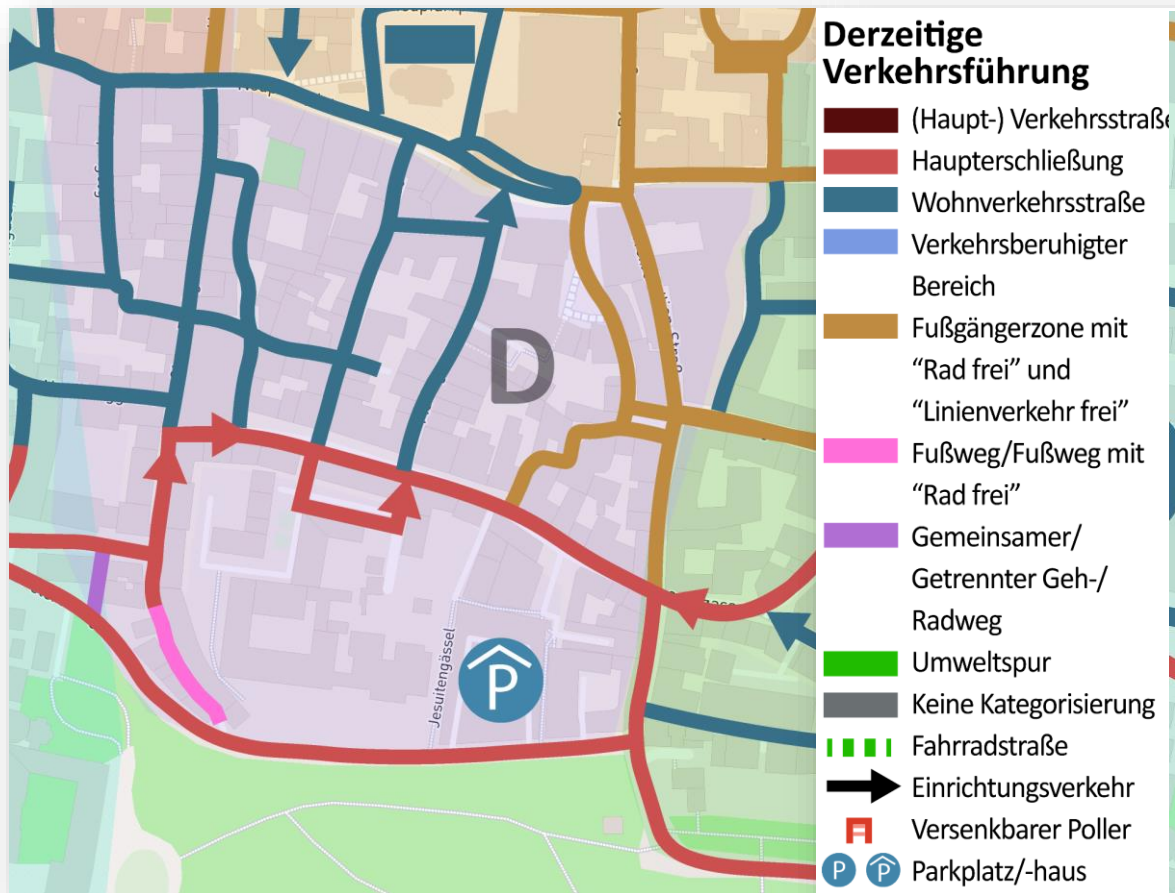 D
Jesuitengässel
P
Derzeitige
Verkehrsführung
(Haupt-) Verkehrsstraße
Haupterschließung
Wohnverkehrsstraße
Verkehrsberuhigter
Bereich
Fußgängerzone mit
“Rad frei” und
“Linienverkehr frei”
Fußweg/Fußweg mit
“Rad frei”
Gemeinsamer/
Getrennter Geh-/
Radweg
Umweltspur
Keine Kategorisierung
Fahrradstraße
Einrichtungsverkehr
Versenkbarer Poller
P P Parkplatz/-haus